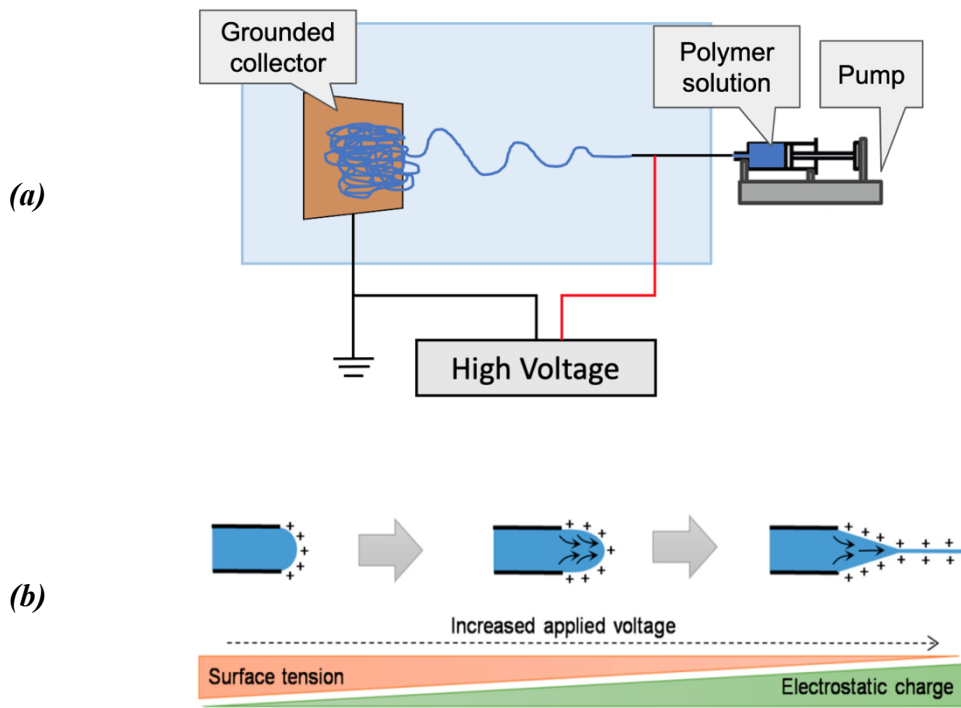 Grounded
collector
Polymer
solution
Pump
(a)
High Voltage
+ + + + +
+ + + + + + +
+ + + + + + + + + + + +
(b)
Increased applied voltage
Surface tension
Electrostatic charge